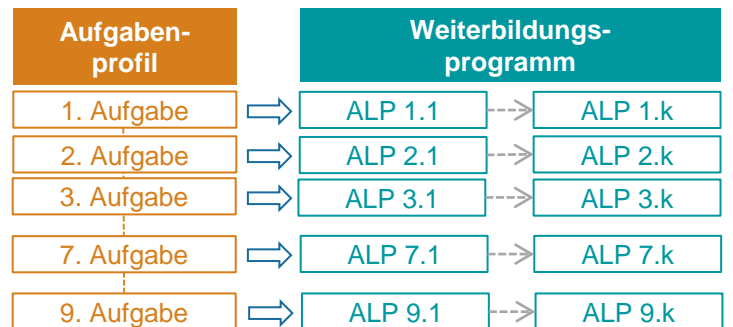 Aufgaben-
profil
Weiterbildungs-
programm
1. Aufgabe ALP 1.1 ALP 1.k
2. Aufgabe ALP 2.1 ALP 2.k
3. Aufgabe ALP 3.1 ALP 3.k
7. Aufgabe ALP 7.1 ALP 7.k
9. Aufgabe ALP 9.1 ALP 9.k